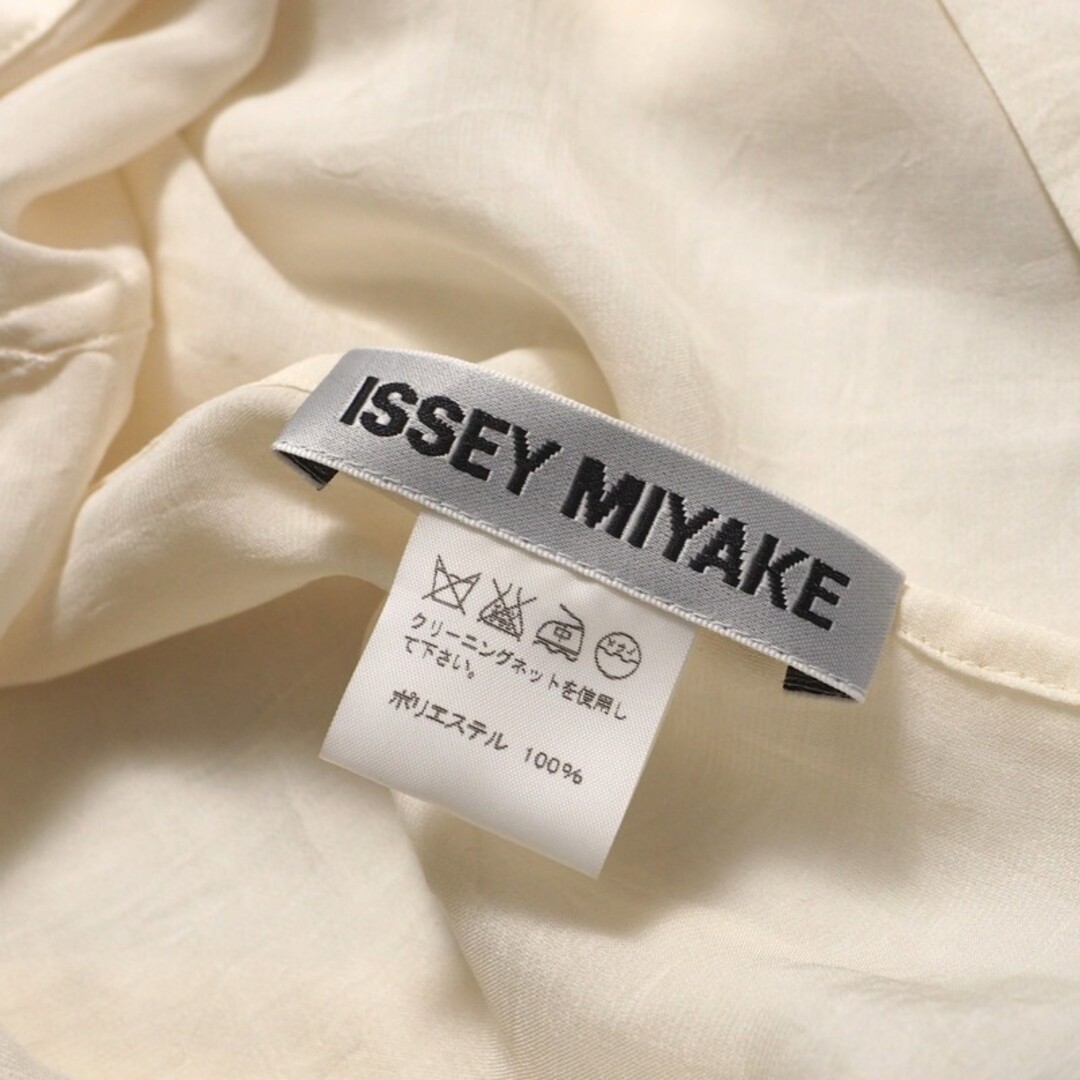 ISSEY MIYAKE
中
クリーニングネットを使用し
て下さい。
ポリエステル 100%